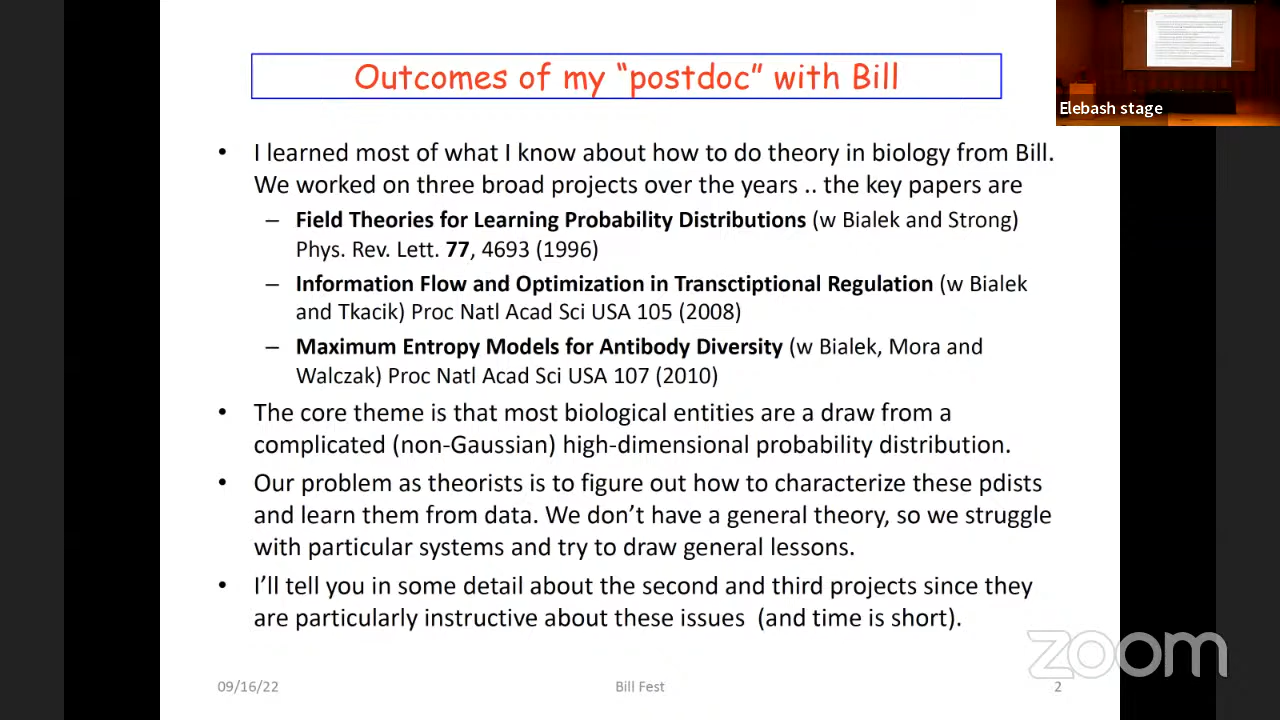 Outcomes of my “postdoc” with Bill
Elebash stage
• I learned most of what I know about how to do theory in biology from Bill.
We worked on three broad projects over the years .. the key papers are
– Field Theories for Learning Probability Distributions (w Bialek and Strong)
Phys. Rev. Lett. 77, 4693 (1996)
– Information Flow and Optimization in Transctiptional Regulation (w Bialek
and Tkacik) Proc Natl Acad Sci USA 105 (2008)
– Maximum Entropy Models for Antibody Diversity (w Bialek, Mora and
Walczak) Proc Natl Acad Sci USA 107 (2010)
• The core theme is that most biological entities are a draw from a
complicated (non-Gaussian) high-dimensional probability distribution.
• Our problem as theorists is to figure out how to characterize these pdists
and learn them from data. We don’t have a general theory, so we struggle
with particular systems and try to draw general lessons.
• I’ll tell you in some detail about the second and third projects since they
are particularly instructive about these issues (and time is short).
zoom
09/16/22
Bill Fest
2